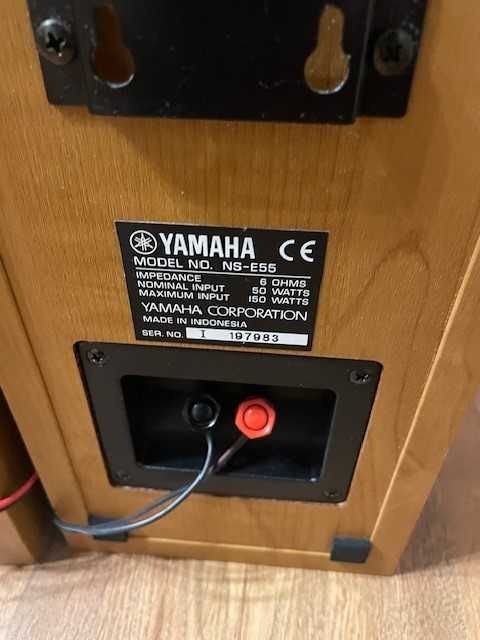 YAMAHA CE
MODEL NO. NS-E55
IMPEDANCE 6 OHMS
NOMINAL INPUT 50 WATTS
MAXIMUM INPUT 150 WATTS
YAMAHA CORPORATION
MADE IN INDONESIA
SER. NO. I 197983